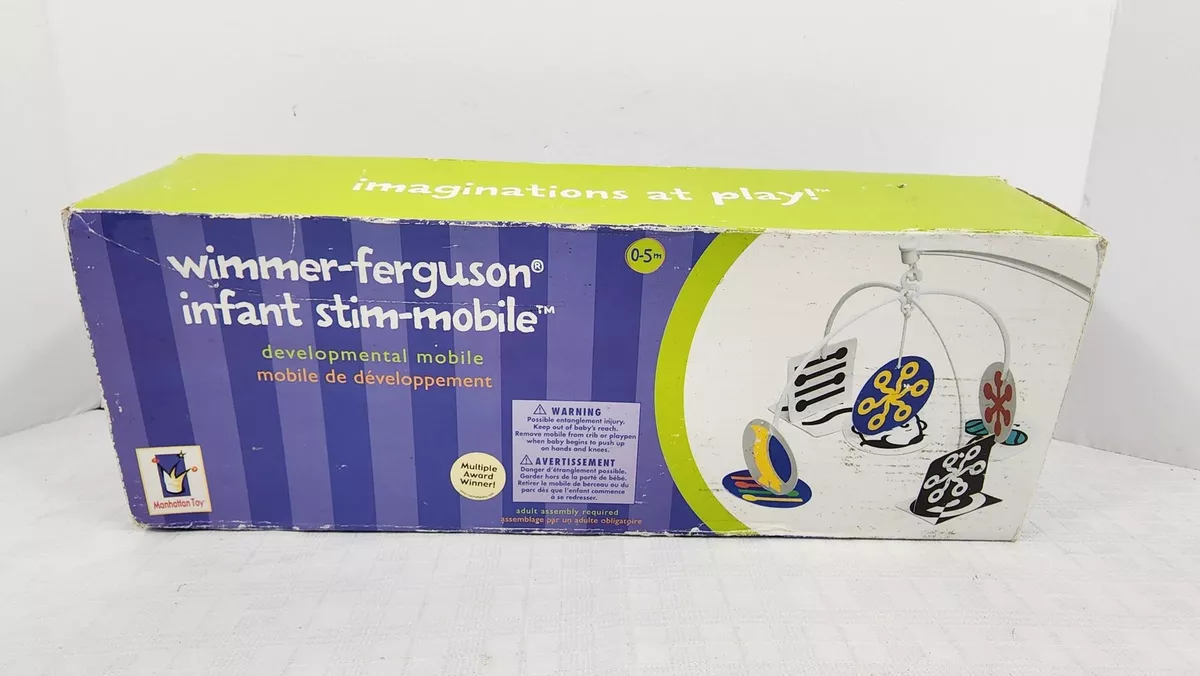 imaginations at play!™
wimmer-ferguson®
infant stim-mobile™
developmental mobile
mobile de développement
0-5m
⚠ WARNING
Possible entanglement injury.
Keep out of baby's reach.
Remove mobile from crib or playpen
when baby begins to push up
on hands and knees.
⚠ AVERTISSEMENT
Danger d'étranglement possible.
Garder hors de la porté de bébé.
Retirer le mobile de berceau ou du
parc dès que l'enfant commence
à se redresser.
Multiple
Award
Winner!
adult assembly required
assemblage par un adulte obligatoire
Manhattan Toy